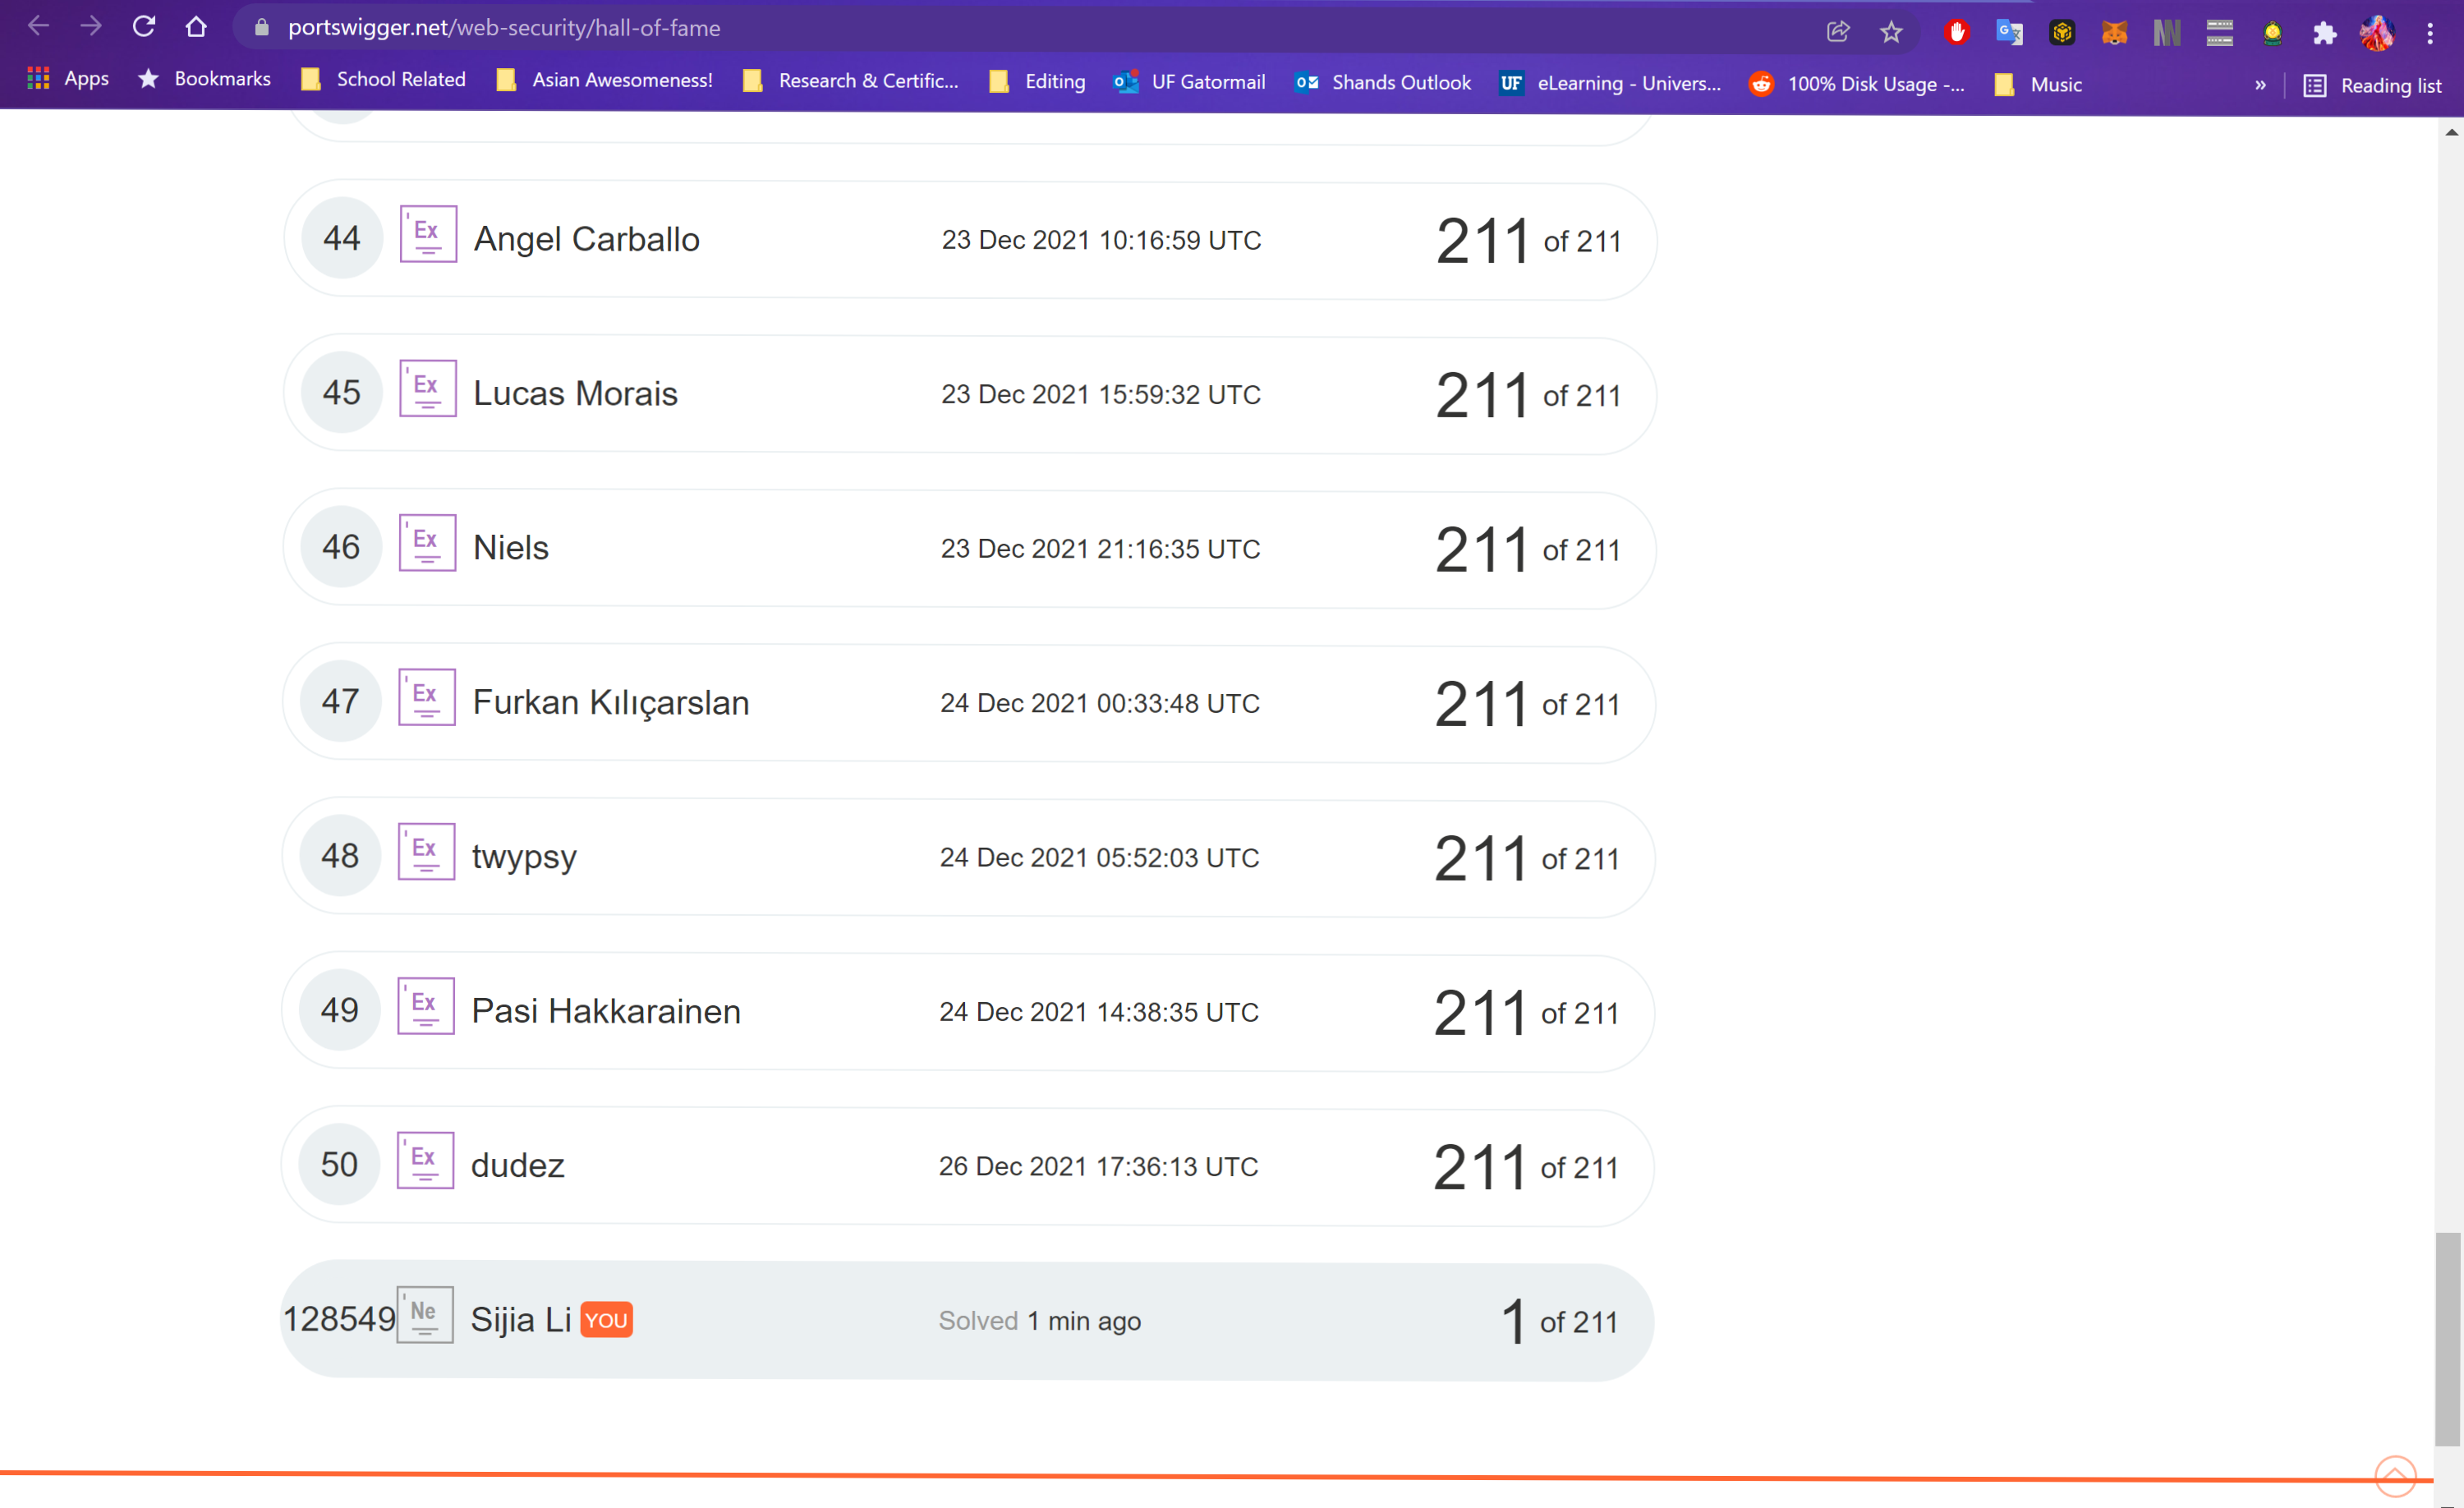 portswigger.net/web-security/hall-of-fame
Apps Bookmarks School Related Asian Awesomeness! Research & Certific... Editing UF Gatormail Shands Outlook UF eLearning - Univers... 100% Disk Usage -... Music » Reading list
44 Ex Angel Carballo 23 Dec 2021 10:16:59 UTC 211 of 211
45 Ex Lucas Morais 23 Dec 2021 15:59:32 UTC 211 of 211
46 Ex Niels 23 Dec 2021 21:16:35 UTC 211 of 211
47 Ex Furkan Kılıçarslan 24 Dec 2021 00:33:48 UTC 211 of 211
48 Ex twypsy 24 Dec 2021 05:52:03 UTC 211 of 211
49 Ex Pasi Hakkarainen 24 Dec 2021 14:38:35 UTC 211 of 211
50 Ex dudez 26 Dec 2021 17:36:13 UTC 211 of 211
128549 Ne Sijia Li YOU Solved 1 min ago 1 of 211